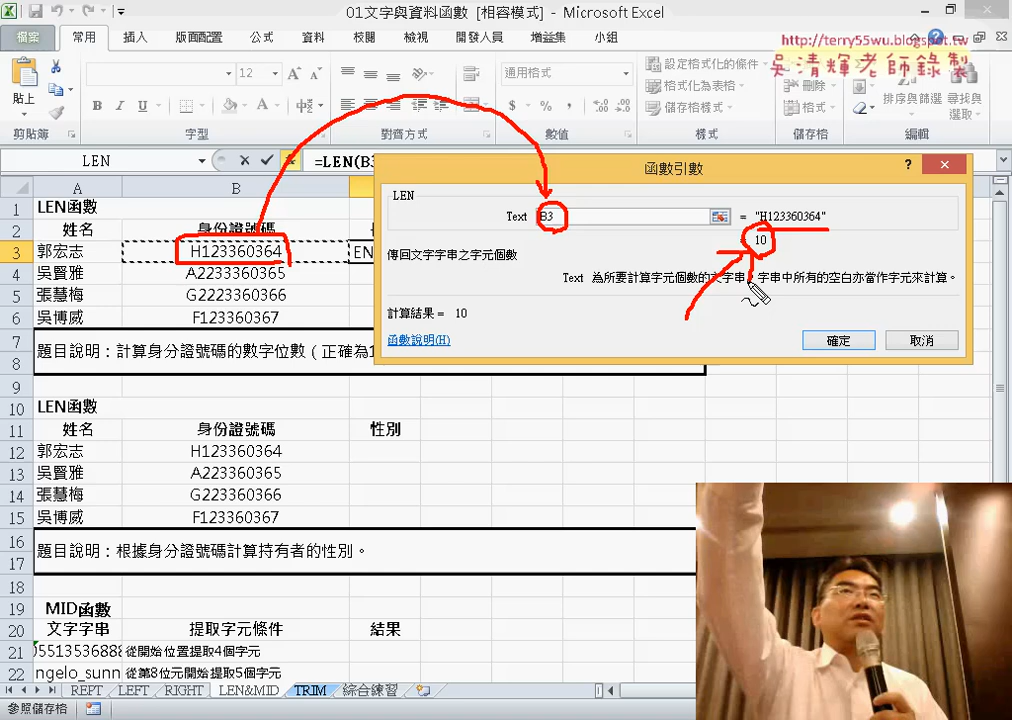 01文字與資料函數 [相容模式] - Microsoft Excel
檔案 常用 插入 版面配置 公式 資料 校閱 檢視 開發人員 增益集 小組
http://terry55wu.blogspot.tw
吳清輝老師錄製
貼上 12 通用格式 設定格式化的條件 格式化為表格 儲存格樣式 刪除 格式 排序與篩選 尋找與選取
剪貼簿 字型 對齊方式 數值 樣式 儲存格 編輯
LEN =LEN(B3
A B
1 LEN函數
2 姓名 身份證號碼
3 郭宏志 H123360364 EN
4 吳賢雅 A2233360365
5 張慧梅 G2223360366
6 吳博威 F123360367
7 題目說明：計算身分證號碼的數字位數（正確為1
8
9
10 LEN函數
11 姓名 身份證號碼 性別
12 郭宏志 H123360364
13 吳賢雅 A223360365
14 張慧梅 G223360366
15 吳博威 F123360367
16 題目說明：根據身分證號碼計算持有者的性別。
17
18
19 MID函數
20 文字字串 提取字元條件 結果
21 0551353688 從開始位置提取4個字元
22 ngelo_sunn 從第8位元開始提取5個字元
REPT LEFT RIGHT LEN&MID TRIM 綜合練習
參照儲存格
函數引數
LEN
Text B3 = "H123360364"
= 10
傳回文字字串之字元個數
Text 為所要計算字元個數的文字串；字串中所有的空白亦當作字元來計算。
計算結果 = 10
函數說明(H) 確定 取消